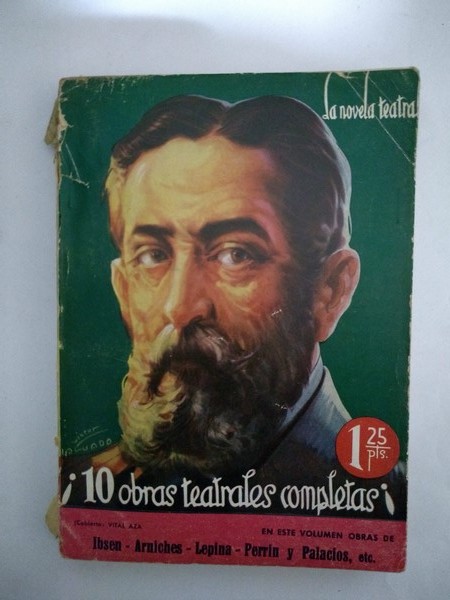 La novela teatral
1 25 pts.
¡10 obras teatrales completas!
(Cubierta: VITAL AZA
EN ESTE VOLUMEN OBRAS DE
Ibsen - Arniches - Lepina - Perrin y Palacios, etc.